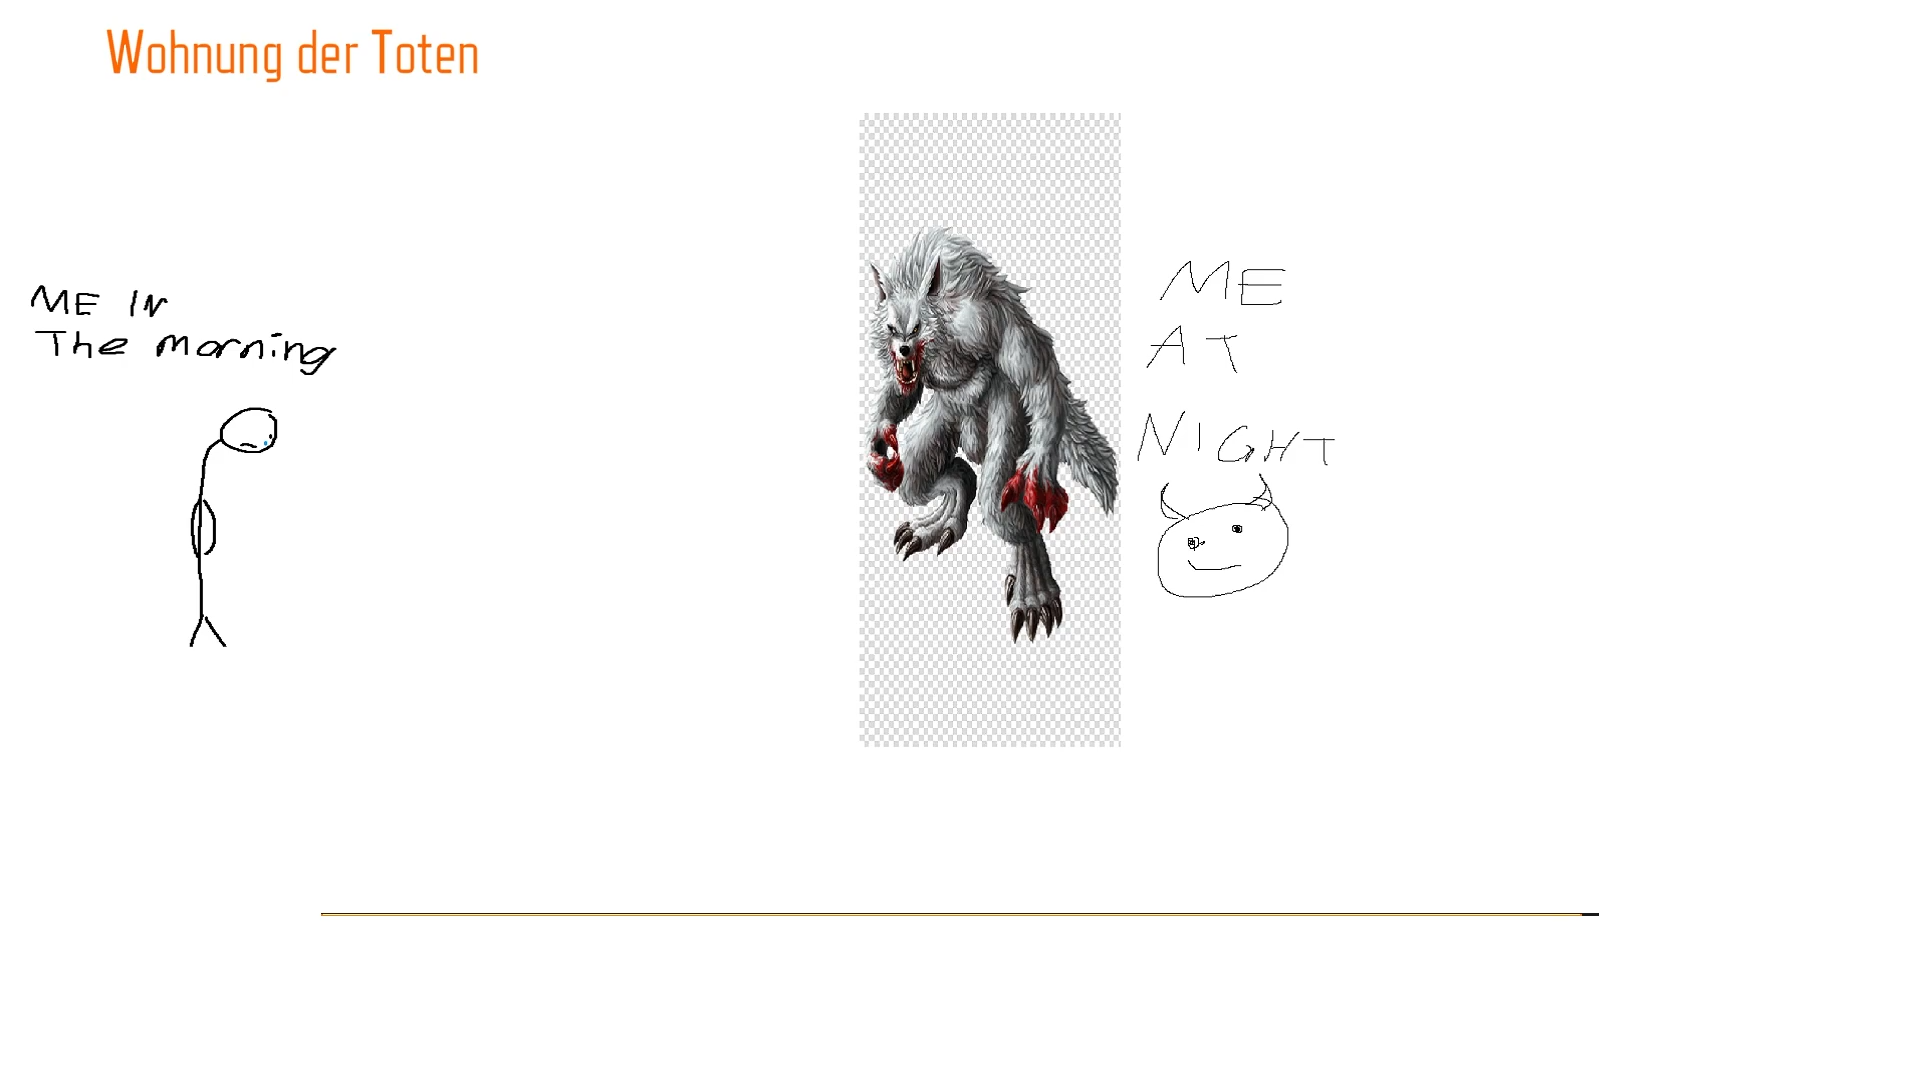 Wohnung der Toten
ME IN
The morning
ME
AT
NIGHT